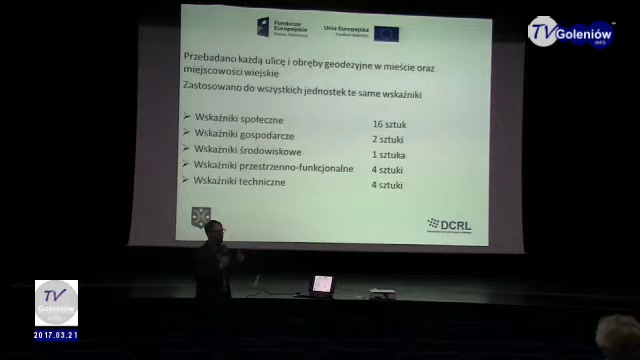 Fundusze
Europejskie
Unia Europejska
TV Goleniów
INFO
Przebadano każdą ulicę i obręby geodezyjne w mieście oraz
miejscowości wiejskie
Zastosowano do wszystkich jednostek te same wskaźniki
➢ Wskaźniki społeczne 16 sztuk
➢ Wskaźniki gospodarcze 2 sztuki
➢ Wskaźniki środowiskowe 1 sztuka
➢ Wskaźniki przestrzenno-funkcjonalne 4 sztuki
➢ Wskaźniki techniczne 4 sztuki
DCRL
TV
Goleniów
2017.03.21